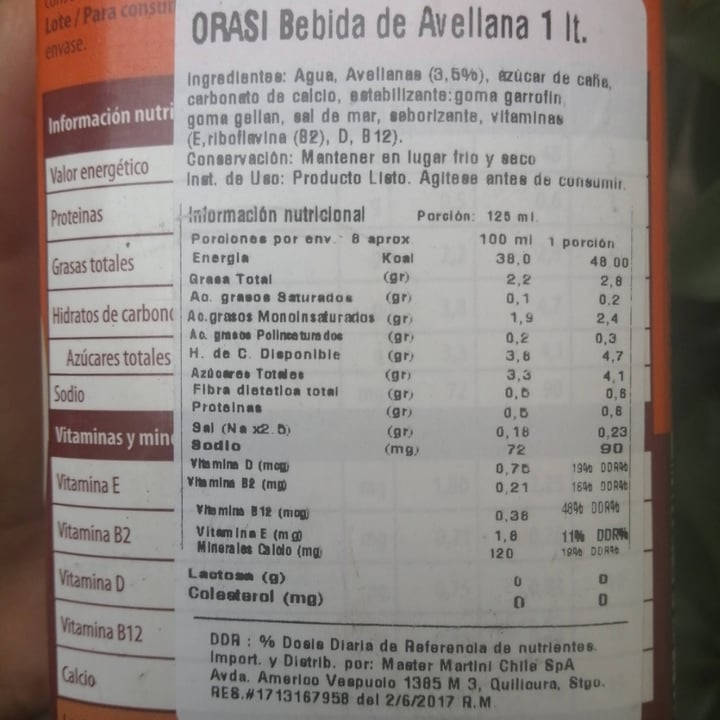 Lote / Para consum
envase.
Información nutri
Valor energético
Proteinas
Grasas totales
Hidratos de carbono
Azúcares totales
Sodio
Vitaminas y min
Vitamina E
Vitamina B2
Vitamina D
Vitamina B12
Calcio
ORASI Bebida de Avellana 1 lt.
Ingredientes: Agua, Avellanas (3,5%), azúcar de caña,
carbonato de calcio, estabilizante:goma garrofin
goma gellan, sal de mar, saborizante, vitaminas
(E,riboflavina (B2), D, B12).
Conservación: Mantener en lugar frio y seco
Inst. de Uso: Producto Listo. Agitese antes de consumir.
Información nutricional Porción: 125 ml.
Porciones por env.: 8 aprox 100 ml 1 porción
Energia Kcal 38,0 48.00
Grasa Total (gr) 2,2 2,8
Ac. grasos Saturados (gr) 0,1 0,2
Ac.grasos Monoinsaturados (gr) 1,9 2,4
Ac. grasos Polinsaturados (gr) 0,2 0,3
H. de C. Disponible (gr) 3,8 4,7
Azúcares Totales (gr) 3,3 4,1
Fibra dietetica total (gr) 0,5 0,6
Proteinas (gr) 0,5 0,6
Sal (Na x2.5) (gr) 0,18 0,23
Sodio (mg) 72 90
Vitamina D (mcg) 0,75 19% DDR%
Vitamina B2 (mg) 0,21 16% DDR%
Vitamina B12 (mcg) 0,38 48% DDR%
Vitamina E (mg) 1,8 11% DDR%
Minerales Calcio (mg) 120 19% DDR%
Lactosa (g) 0 0
Colesterol (mg) 0 0
DDR : % Dosis Diaria de Referencia de nutrientes.
Import. y Distrib. por: Master Martini Chile SpA
Avda. Americo Vespucio 1385 M 3, Quilicura, Stgo.
RES.#1713167958 del 2/6/2017 R.M.